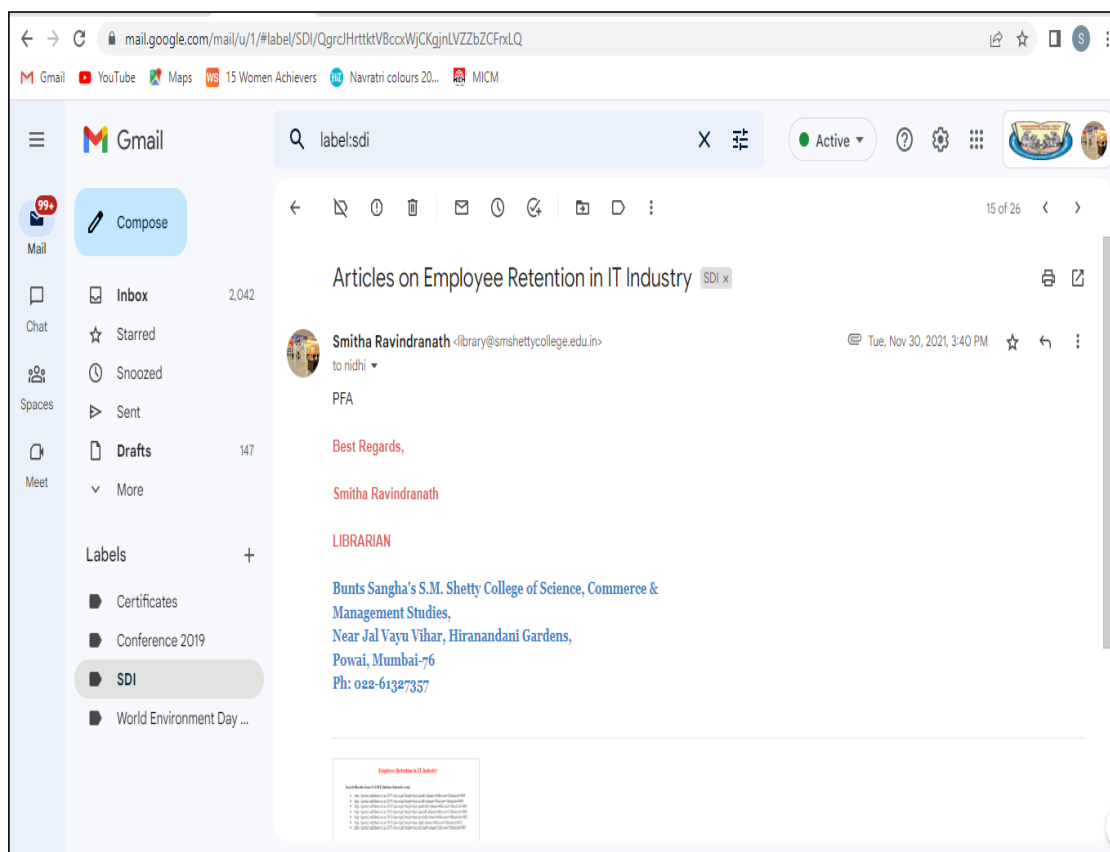 mail.google.com/mail/u/1/#label/SDI/QgrcJHrttktVBccxWjCKgjnLVZZbZCFrxLQ
S
Gmail YouTube Maps WS 15 Women Achievers Navratri colours 20... MICM
Gmail
label:sdi
Active
99+
Mail
Chat
Spaces
Meet
Compose
Inbox 2,042
Starred
Snoozed
Sent
Drafts 147
More
Labels +
Certificates
Conference 2019
SDI
World Environment Day ...
15 of 26
Articles on Employee Retention in IT Industry SDI x
Smitha Ravindranath <library@smshettycollege.edu.in> Tue, Nov 30, 2021, 3:40 PM
to nidhi
PFA
Best Regards,
Smitha Ravindranath
LIBRARIAN
Bunts Sangha's S.M. Shetty College of Science, Commerce &
Management Studies,
Near Jal Vayu Vihar, Hiranandani Gardens,
Powai, Mumbai-76
Ph: 022-61327357
Employee Retention in IT Industry